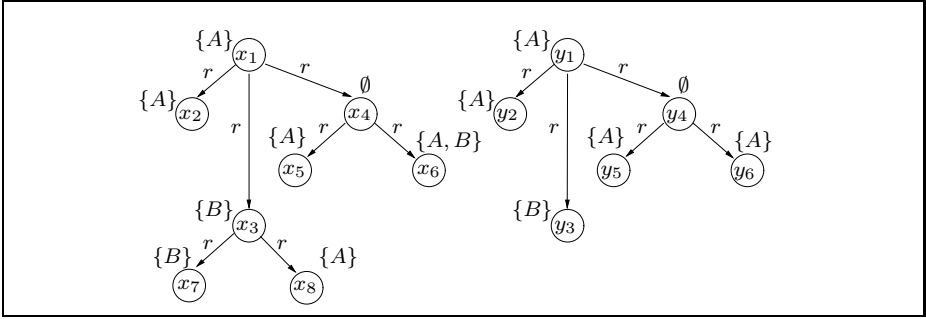 {A} x₁ {A} y₁
r r r r
∅ ∅
{A} x₂ x₄ {A} y₂ y₄
r r r r r r
{A} {A, B} {A} {A}
x₅ x₆ y₅ y₆
{B} x₃ {B} y₃
r r
{B} {A}
x₇ x₈